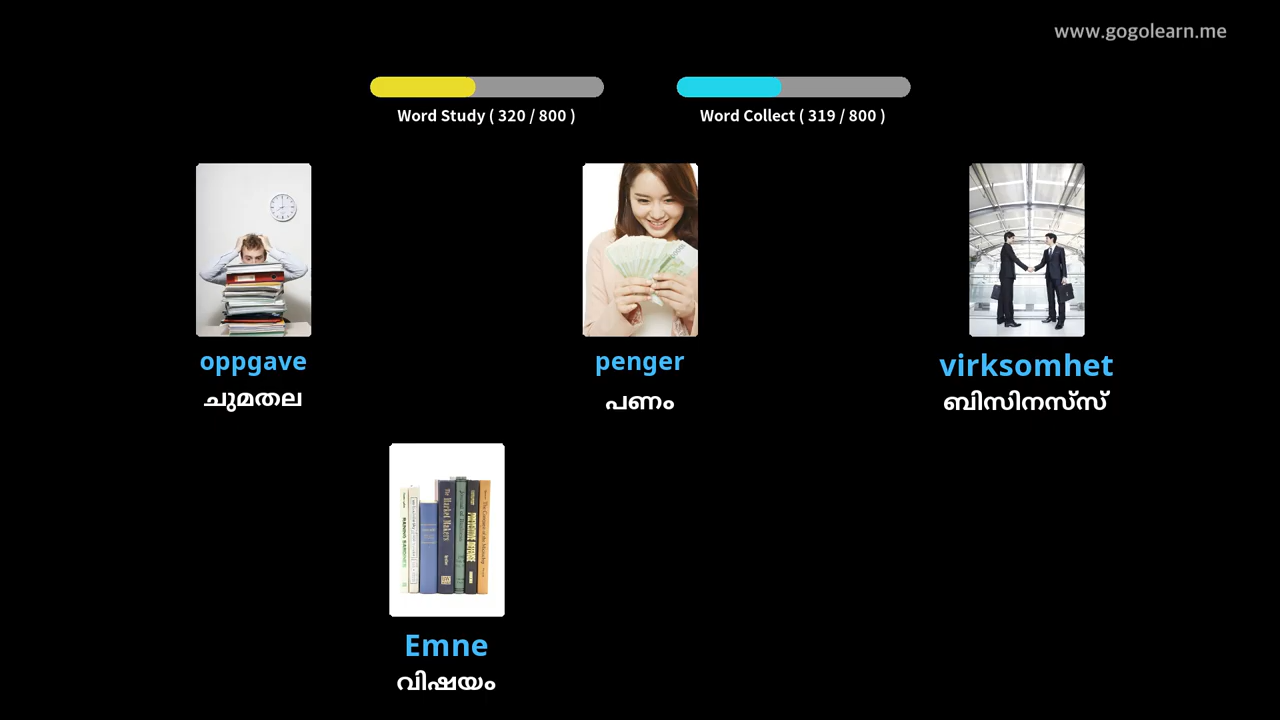 www.gogolearn.me
Word Study ( 320 / 800 )
Word Collect ( 319 / 800 )
oppgave
penger
virksomhet
ചുമതല
പണം
ബിസിനസ്സ്
Emne
വിഷയം